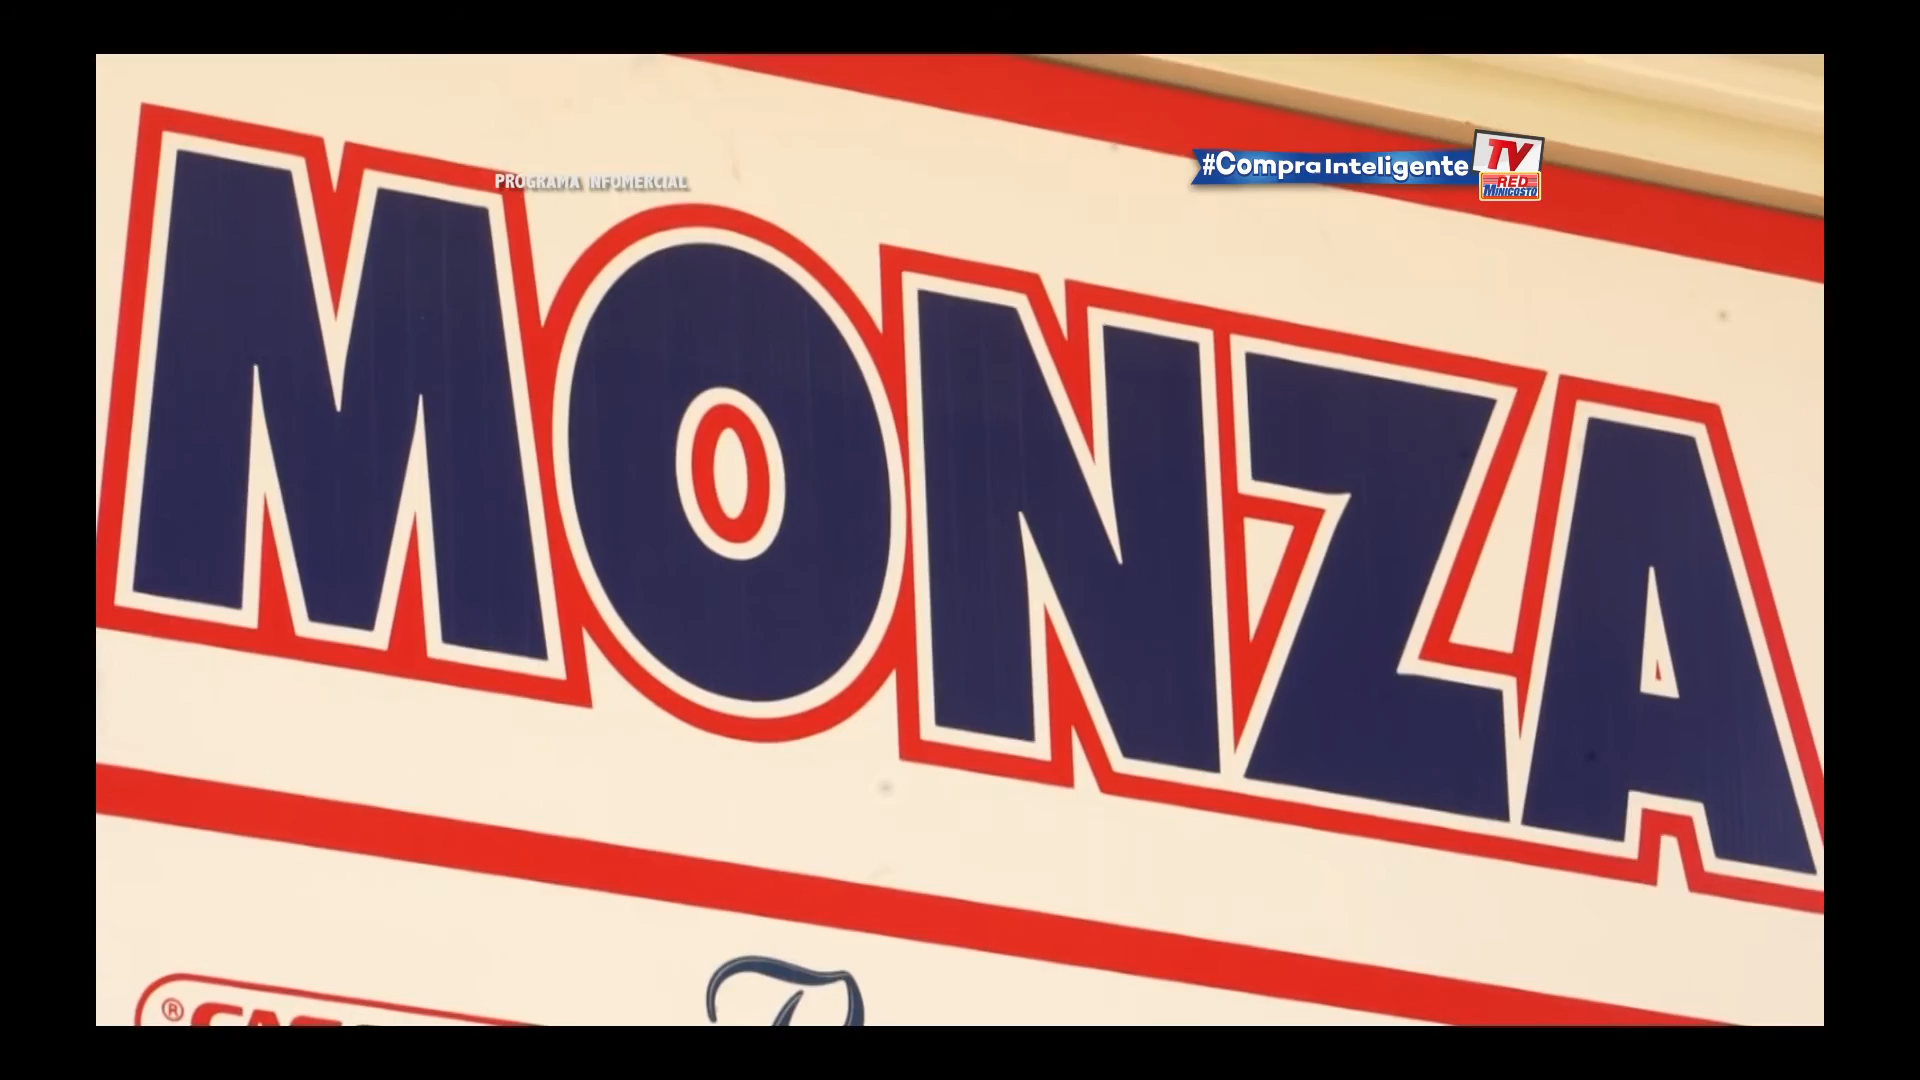 PROGRAMA INFOMERCIAL
#CompraInteligente
TV
RED
MINICOSTO
MONZA
®